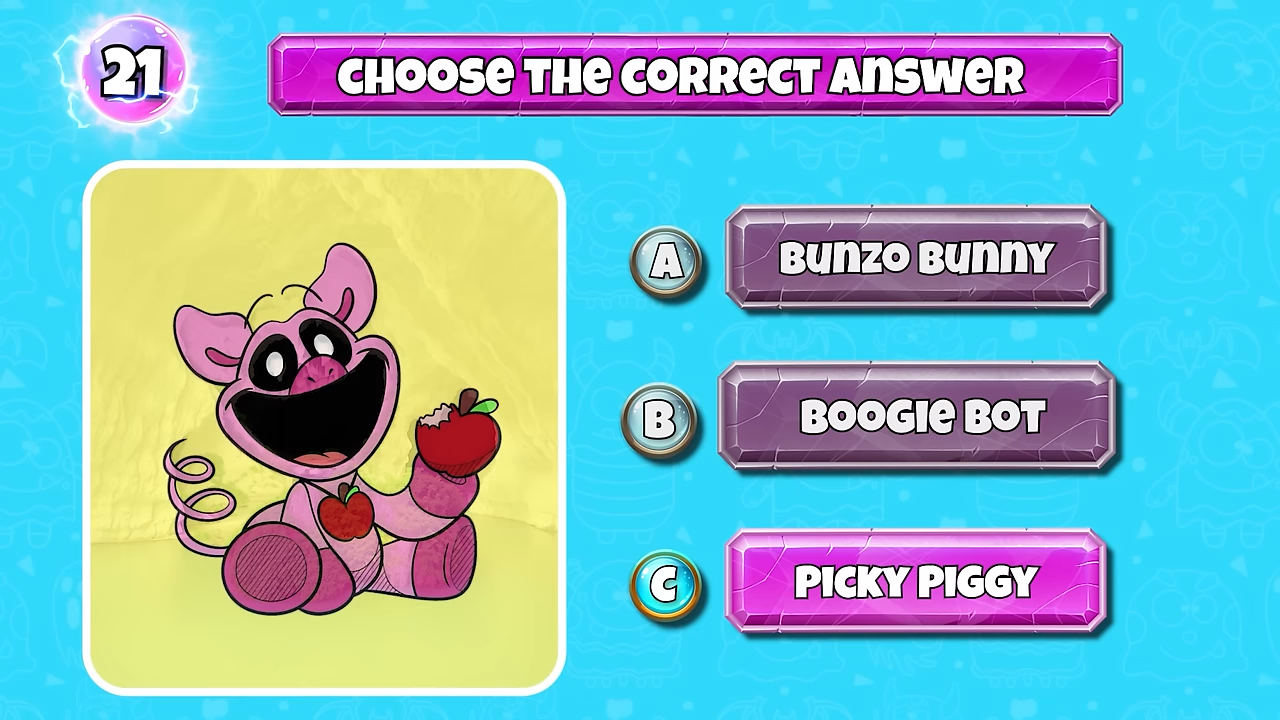 21
CHOOSE THE CORRECT ANSWER
A
BUNZO BUNNY
B
BOOGIE BOT
C
PICKY PIGGY